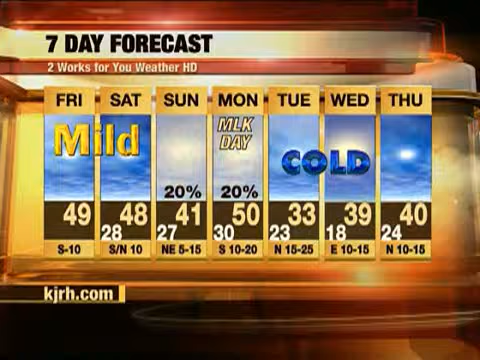 7 DAY FORECAST
2 Works for You Weather HD
FRI SAT SUN MON TUE WED THU
Mild
MLK
DAY
COLD
20% 20%
49 48 41 50 33 39 40
28 27 30 23 18 24
S-10 S/N 10 NE 5-15 S 10-20 N 15-25 E 10-15 N 10-15
kjrh.com